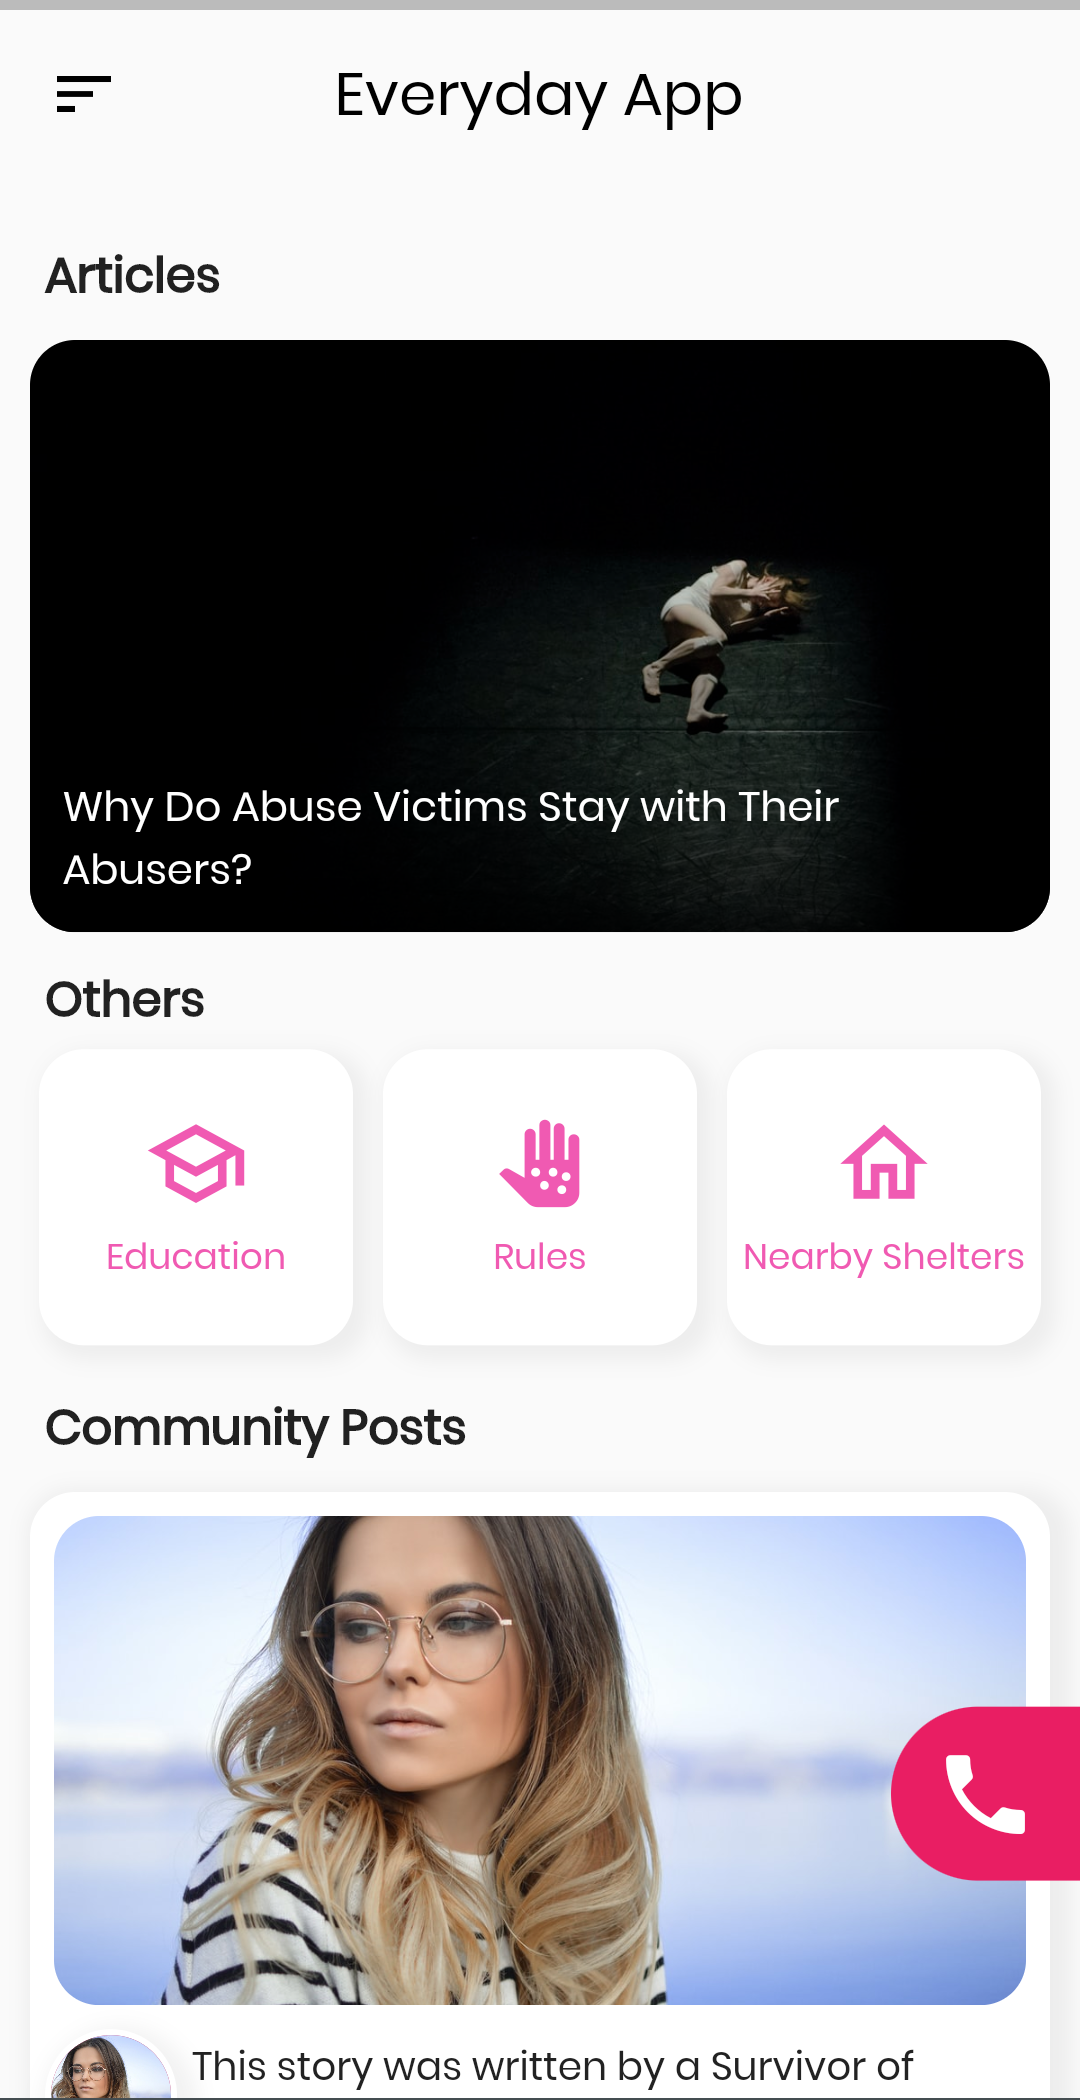 Everyday App
Articles
Why Do Abuse Victims Stay with Their
Abusers?
Others
Education
Rules
Nearby Shelters
Community Posts
This story was written by a Survivor of